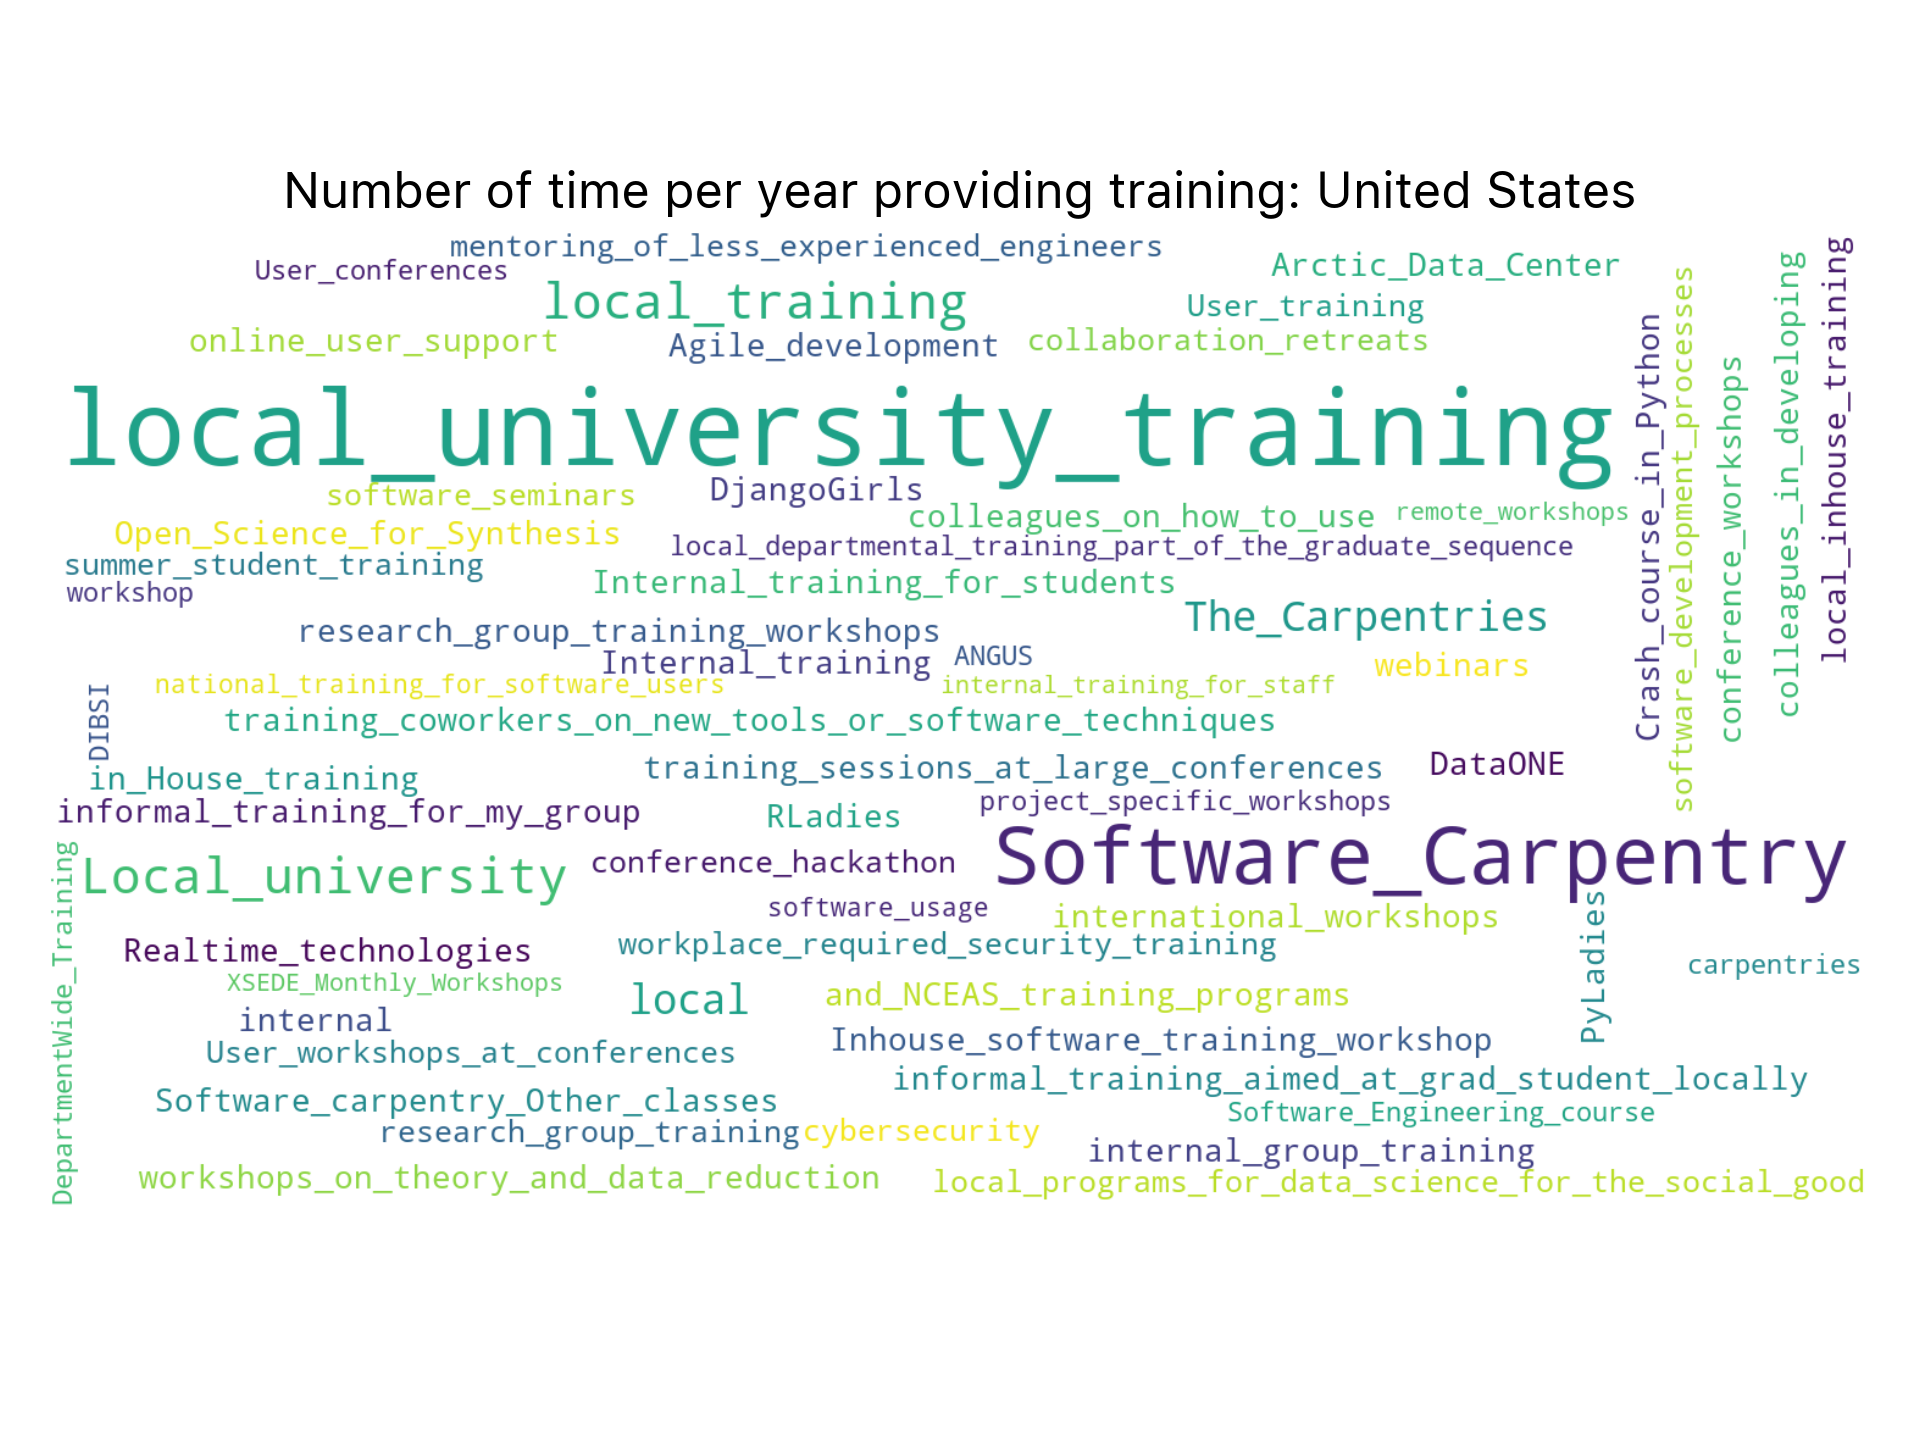 Number of time per year providing training: United States
mentoring_of_less_experienced_engineers
User_conferences
Arctic_Data_Center
local_training
User_training
online_user_support
Agile_development
collaboration_retreats
local_university_training
software_seminars
DjangoGirls
Open_Science_for_Synthesis
colleagues_on_how_to_use
remote_workshops
local_departmental_training_part_of_the_graduate_sequence
summer_student_training
workshop
Internal_training_for_students
The_Carpentries
research_group_training_workshops
Internal_training
ANGUS
webinars
national_training_for_software_users
internal_training_for_staff
DIBSI
training_coworkers_on_new_tools_or_software_techniques
in_House_training
training_sessions_at_large_conferences
DataONE
informal_training_for_my_group
RLadies
project_specific_workshops
Crash_course_in_Python
software_development_processes
conference_workshops
colleagues_in_developing
local_inhouse_training
Software_Carpentry
DepartmentWide_Training
Local_university
conference_hackathon
software_usage
international_workshops
PyLadies
Realtime_technologies
workplace_required_security_training
carpentries
XSEDE_Monthly_Workshops
local
and_NCEAS_training_programs
internal
User_workshops_at_conferences
Inhouse_software_training_workshop
informal_training_aimed_at_grad_student_locally
Software_carpentry_Other_classes
Software_Engineering_course
research_group_training
cybersecurity
internal_group_training
workshops_on_theory_and_data_reduction
local_programs_for_data_science_for_the_social_good